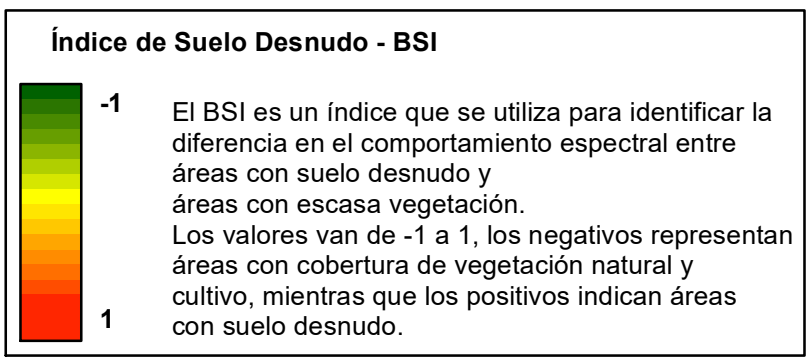 Índice de Suelo Desnudo - BSI
-1
El BSI es un índice que se utiliza para identificar la
diferencia en el comportamiento espectral entre
áreas con suelo desnudo y
áreas con escasa vegetación.
Los valores van de -1 a 1, los negativos representan
áreas con cobertura de vegetación natural y
cultivo, mientras que los positivos indican áreas
con suelo desnudo.
1